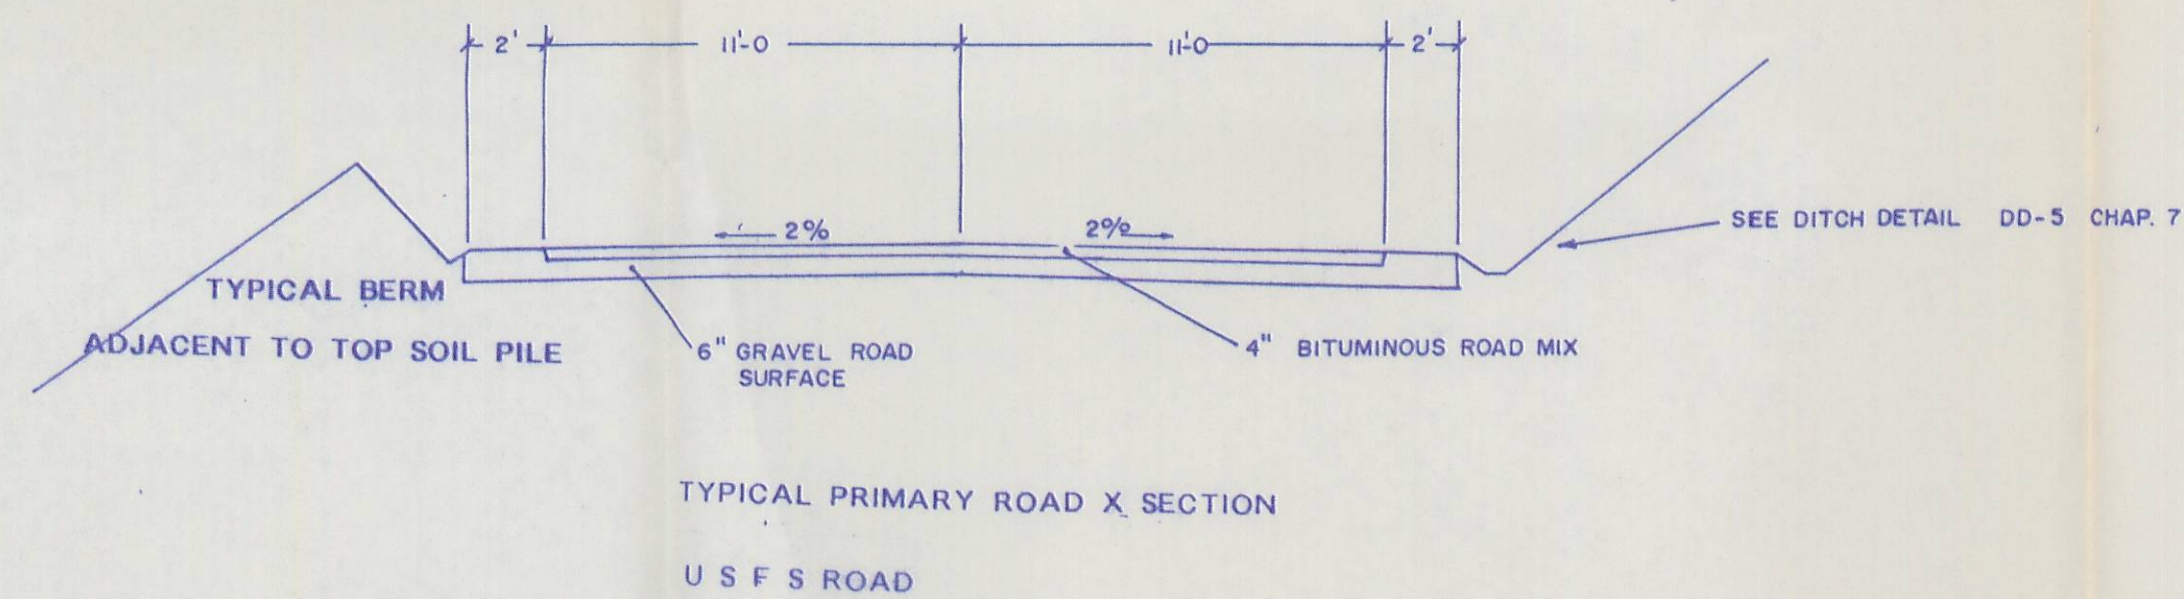 2' 11'-0 11'-0 2'
2% 2%
SEE DITCH DETAIL DD-5 CHAP. 7
TYPICAL BERM
ADJACENT TO TOP SOIL PILE
6" GRAVEL ROAD
SURFACE
4" BITUMINOUS ROAD MIX
TYPICAL PRIMARY ROAD X SECTION
U S F S ROAD